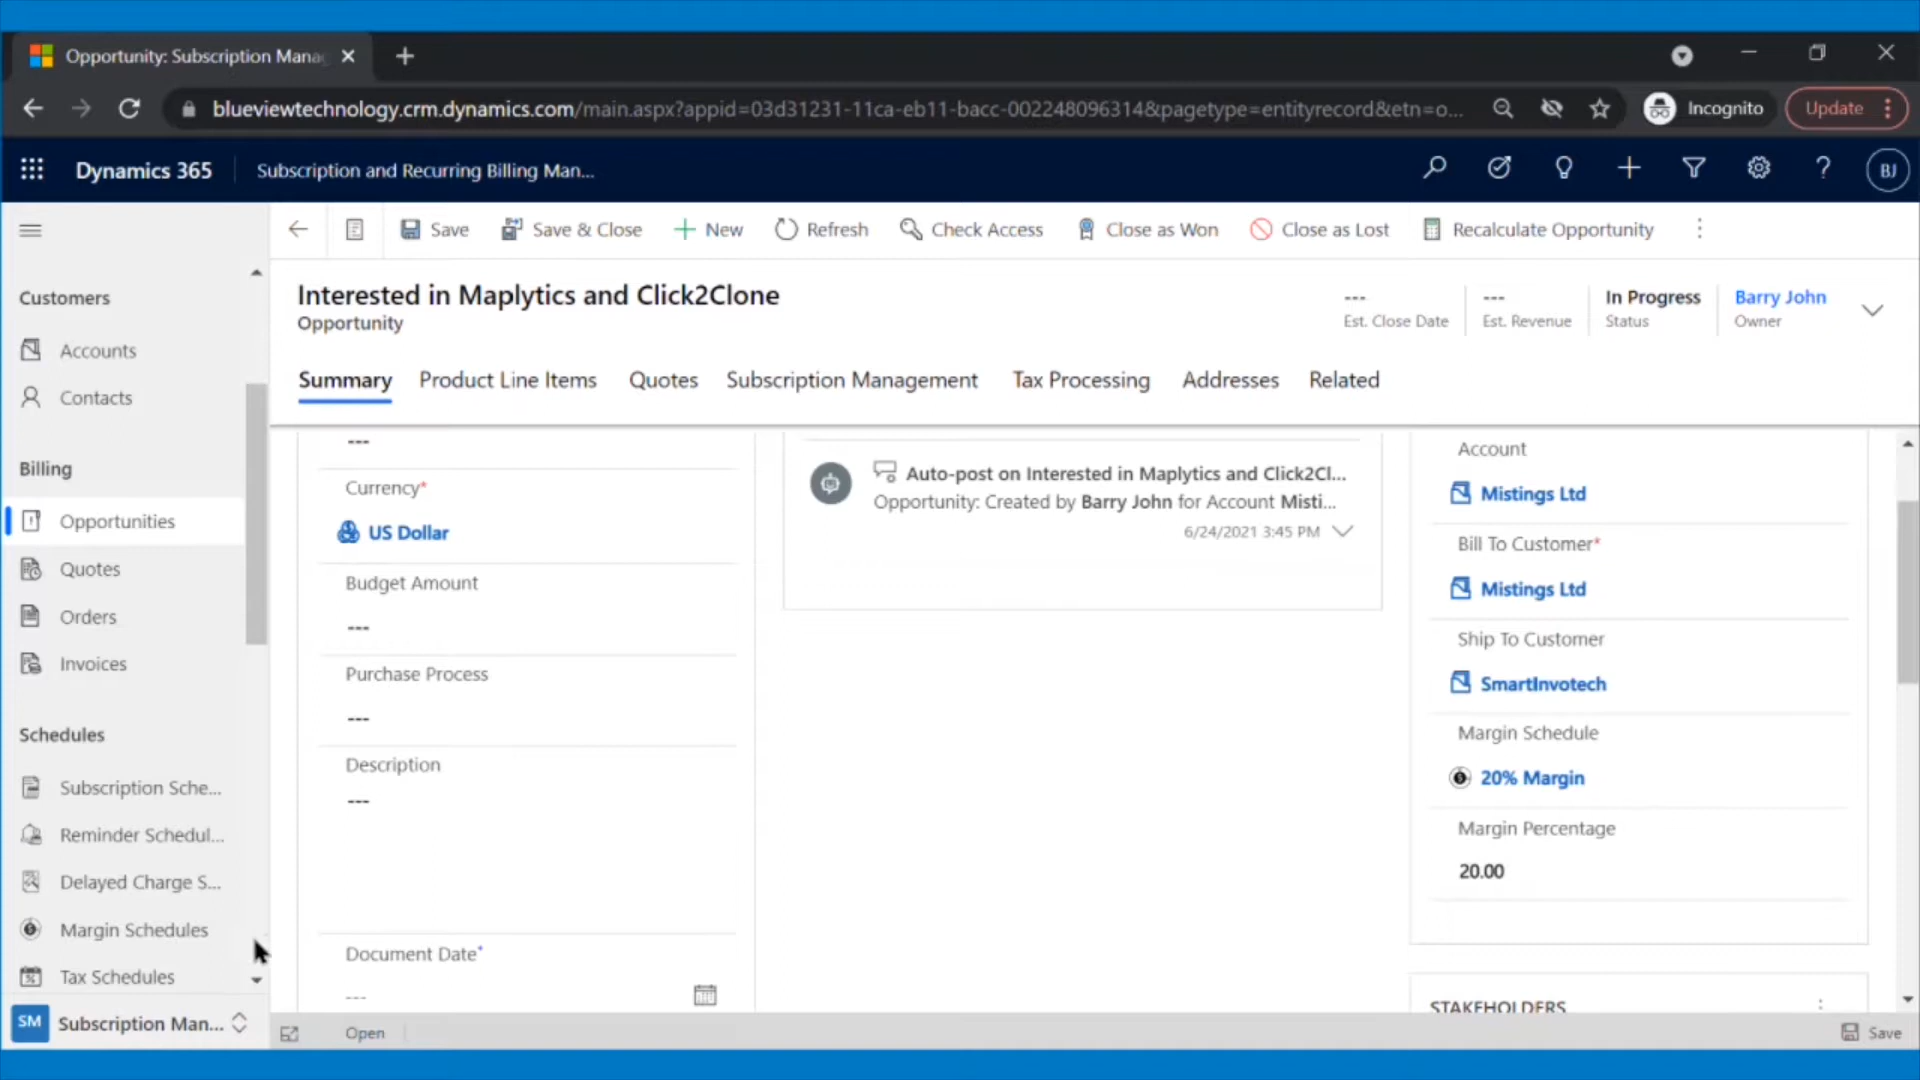 Opportunity: Subscription Mana
blueviewtechnology.crm.dynamics.com/main.aspx?appid=03d31231-11ca-eb11-bacc-002248096314&pagetype=entityrecord&etn=o...
Incognito
Update
Dynamics 365
Subscription and Recurring Billing Man...
?
BJ
Save
Save & Close
New
Refresh
Check Access
Close as Won
Close as Lost
Recalculate Opportunity
Customers
Accounts
Contacts
Billing
Opportunities
Quotes
Orders
Invoices
Schedules
Subscription Sche...
Reminder Schedul...
Delayed Charge S...
Margin Schedules
Tax Schedules
SM
Subscription Man...
Interested in Maplytics and Click2Clone
Opportunity
---
Est. Close Date
---
Est. Revenue
In Progress
Status
Barry John
Owner
Summary
Product Line Items
Quotes
Subscription Management
Tax Processing
Addresses
Related
---
Currency*
US Dollar
Budget Amount
---
Purchase Process
---
Description
---
Document Date*
---
Auto-post on Interested in Maplytics and Click2Cl...
Opportunity: Created by Barry John for Account Misti...
6/24/2021 3:45 PM
Account
Mistings Ltd
Bill To Customer*
Mistings Ltd
Ship To Customer
SmartInvotech
Margin Schedule
20% Margin
Margin Percentage
20.00
STAKEHOLDERS
Open
Save